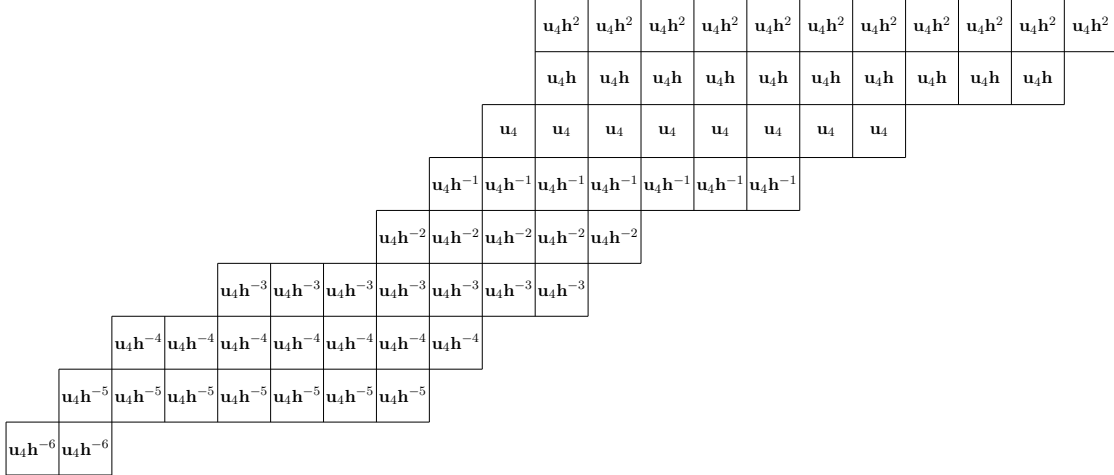 u₄h² u₄h² u₄h² u₄h² u₄h² u₄h² u₄h² u₄h² u₄h² u₄h² u₄h²
u₄h u₄h u₄h u₄h u₄h u₄h u₄h u₄h u₄h u₄h
u₄ u₄ u₄ u₄ u₄ u₄ u₄ u₄
u₄h⁻¹ u₄h⁻¹ u₄h⁻¹ u₄h⁻¹ u₄h⁻¹ u₄h⁻¹ u₄h⁻¹
u₄h⁻² u₄h⁻² u₄h⁻² u₄h⁻² u₄h⁻²
u₄h⁻³ u₄h⁻³ u₄h⁻³ u₄h⁻³ u₄h⁻³ u₄h⁻³ u₄h⁻³
u₄h⁻⁴ u₄h⁻⁴ u₄h⁻⁴ u₄h⁻⁴ u₄h⁻⁴ u₄h⁻⁴ u₄h⁻⁴
u₄h⁻⁵ u₄h⁻⁵ u₄h⁻⁵ u₄h⁻⁵ u₄h⁻⁵ u₄h⁻⁵ u₄h⁻⁵
u₄h⁻⁶ u₄h⁻⁶